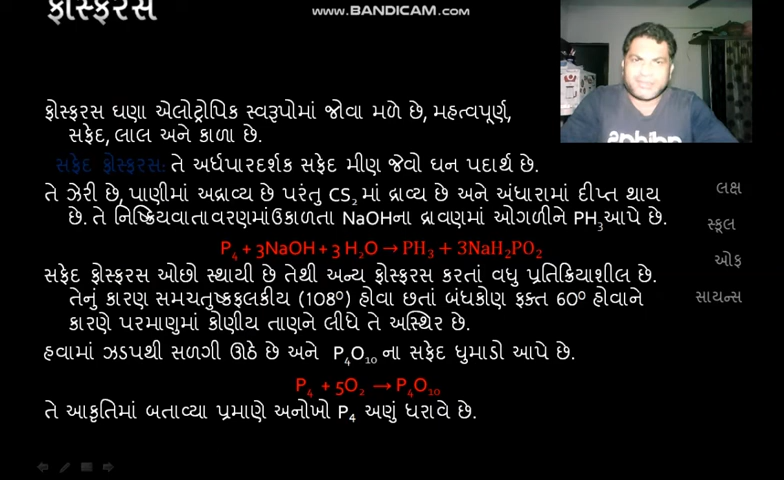 www.BANDICAM.com
ફોસ્ફરસ
ફોસ્ફરસ ઘણા એલોટ્રોપિક સ્વરૂપોમાં જોવા મળે છે, મહત્વપૂર્ણ,
સફેદ, લાલ અને કાળા છે.
સફેદ ફોસ્ફરસ: તે અર્ધપારદર્શક સફેદ મીણ જેવો ઘન પદાર્થ છે.
તે ઝેરી છે, પાણીમાં અદ્રાવ્ય છે પરંતુ CS₂ માં દ્રાવ્ય છે અને અંધારામાં દીપ્ત થાય
છે. તે નિષ્ક્રિયવાતાવરણમાંઉકાળતા NaOHના દ્રાવણમાં ઓગળીને PH₃આપે છે.
P₄ + 3NaOH + 3 H₂O → PH₃ + 3NaH₂PO₂
સફેદ ફોસ્ફરસ ઓછો સ્થાયી છે તેથી અન્ય ફોસ્ફરસ કરતાં વધુ પ્રતિક્રિયાશીલ છે.
તેનું કારણ સમચતુષ્કફલકીય (108⁰) હોવા છતાં બંધકોણ ફક્ત 60⁰ હોવાને
કારણે પરમાણુમાં કોણીય તાણને લીધે તે અસ્થિર છે.
હવામાં ઝડપથી સળગી ઊઠે છે અને P₄O₁₀ ના સફેદ ધુમાડો આપે છે.
P₄ + 5O₂ → P₄O₁₀
તે આકૃતિમાં બતાવ્યા પ્રમાણે અનોખો P₄ અણું ધરાવે છે.
લક્ષ
સ્કૂલ
ઓફ
સાયન્સ